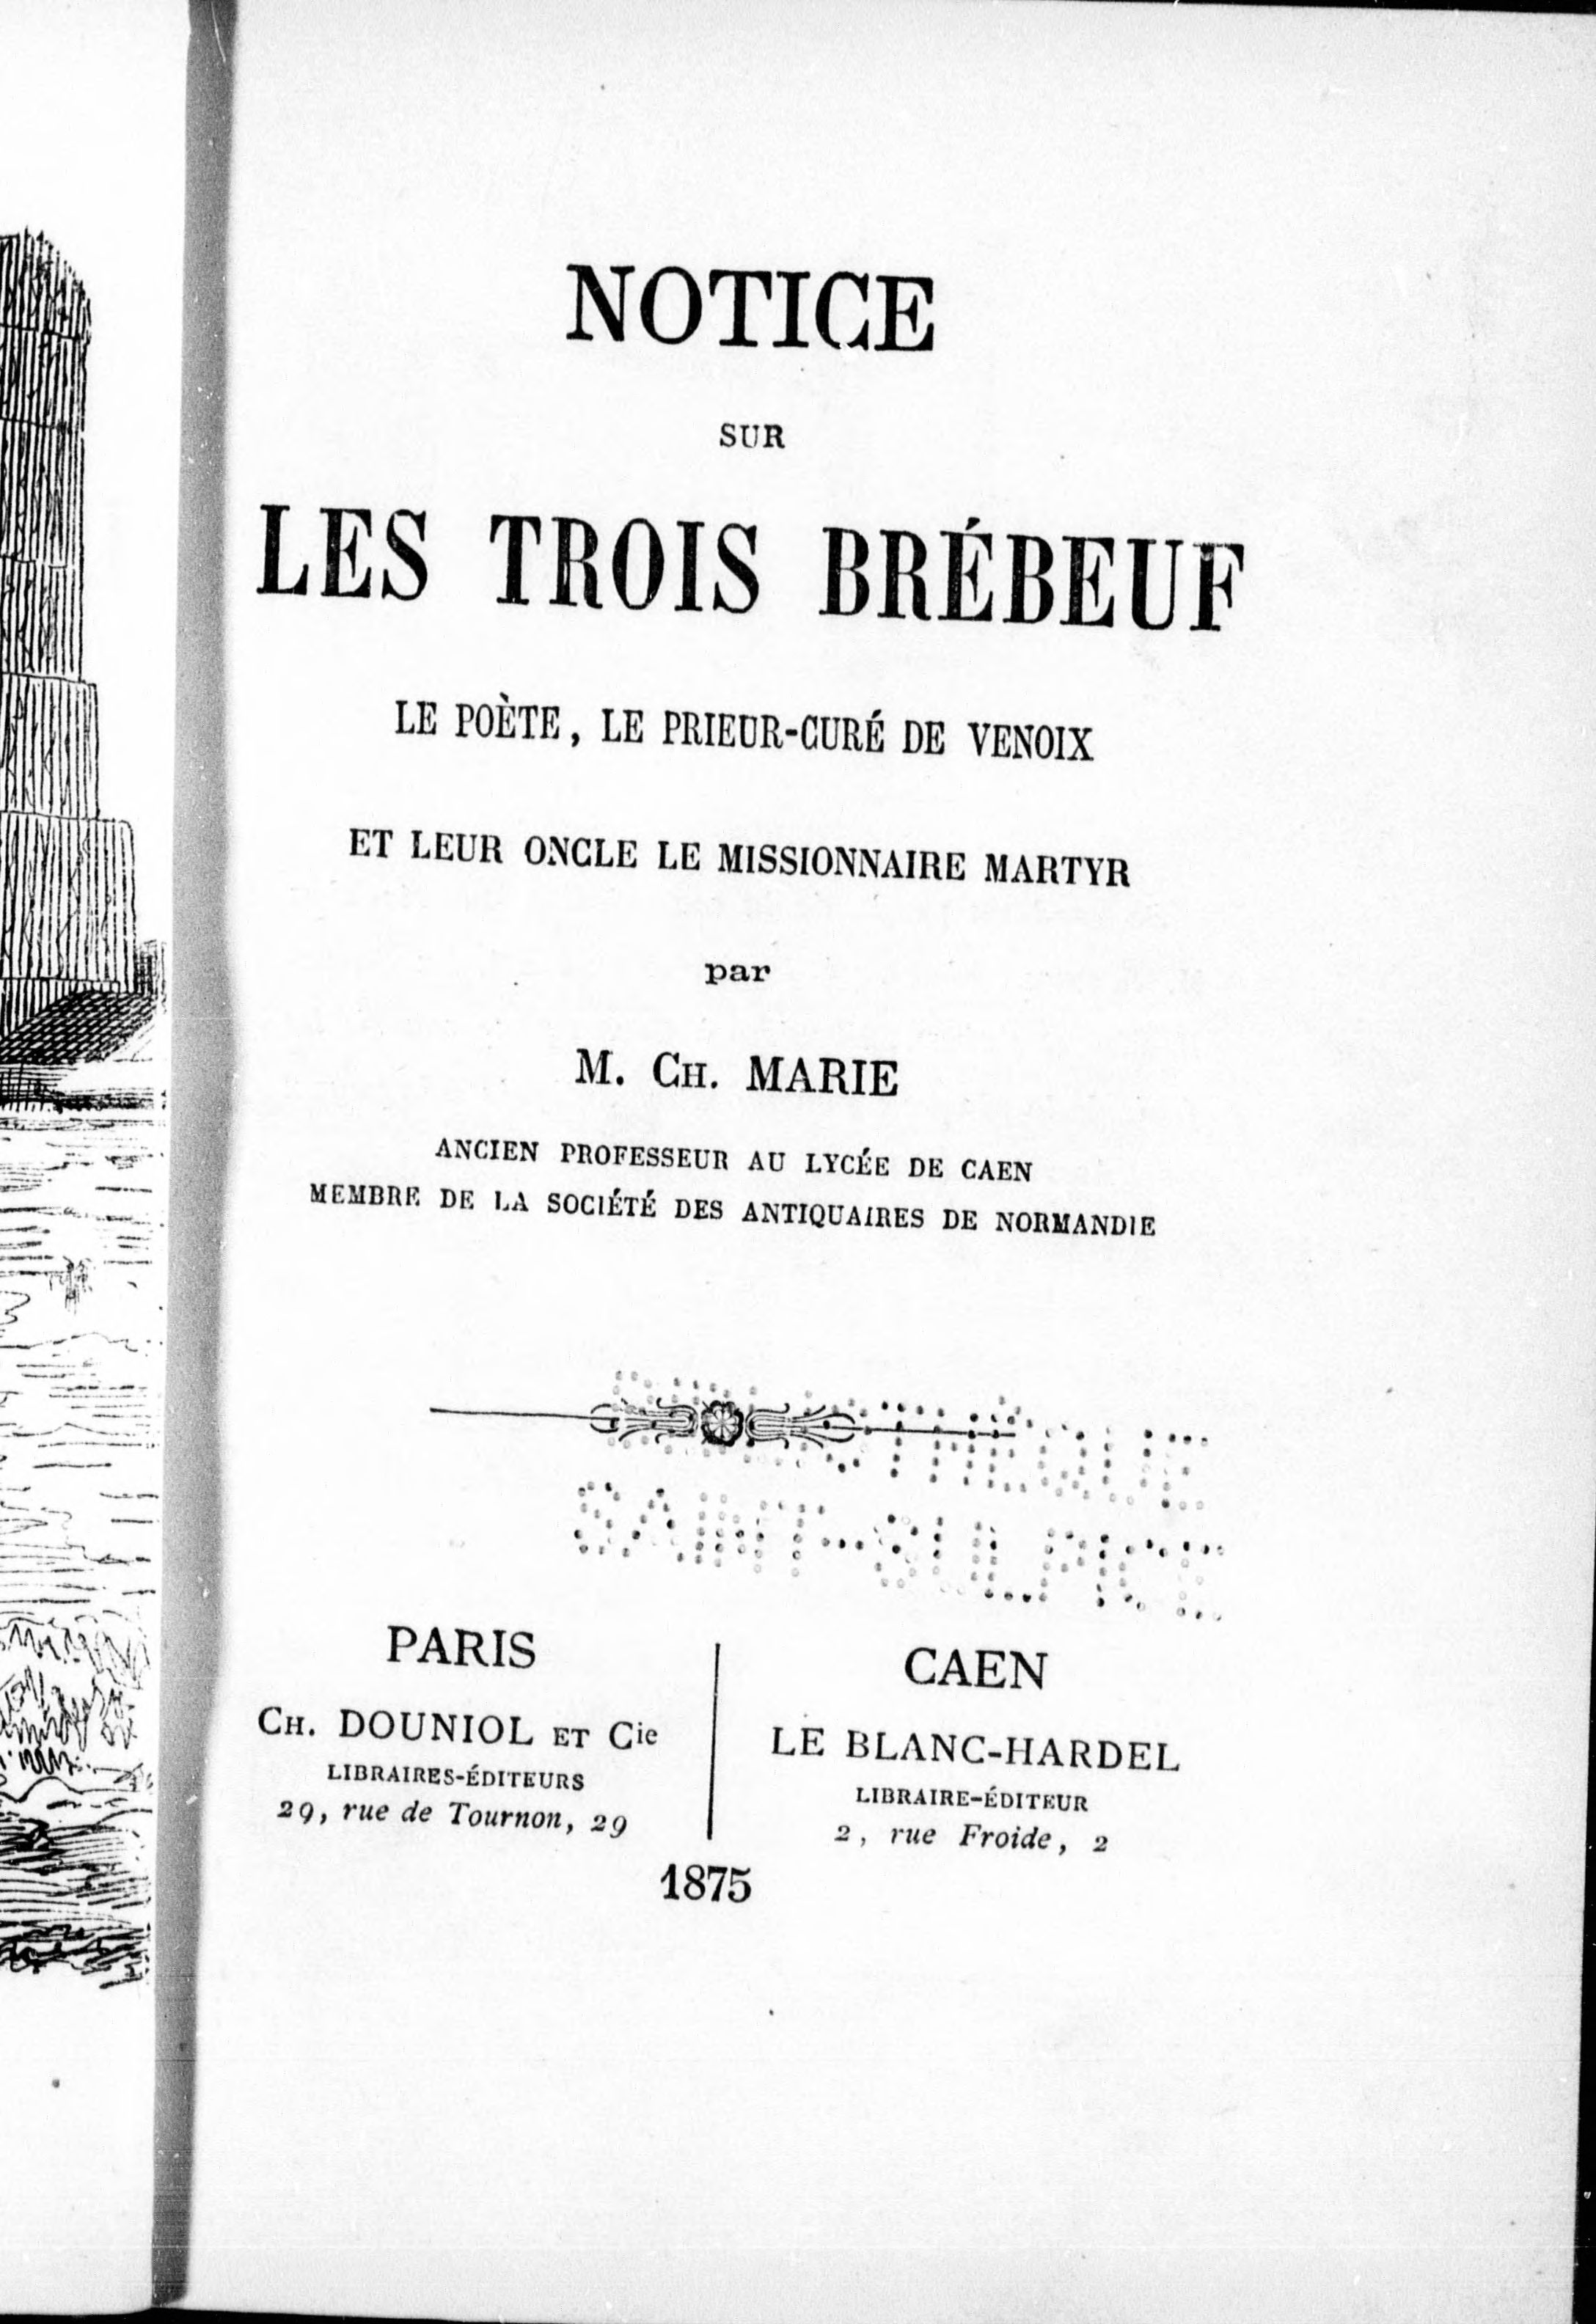 NOTICE
SUR
LES TROIS BRÉBEUF
LE POÈTE, LE PRIEUR-CURÉ DE VENOIX
ET LEUR ONCLE LE MISSIONNAIRE MARTYR
par
M. CH. MARIE
ANCIEN PROFESSEUR AU LYCÉE DE CAEN
MEMBRE DE LA SOCIÉTÉ DES ANTIQUAIRES DE NORMANDIE
SAINT-SULPICE
PARIS
CH. DOUNIOL ET Cie
LIBRAIRES-ÉDITEURS
29, rue de Tournon, 29
CAEN
LE BLANC-HARDEL
LIBRAIRE-ÉDITEUR
2, rue Froide, 2
1875